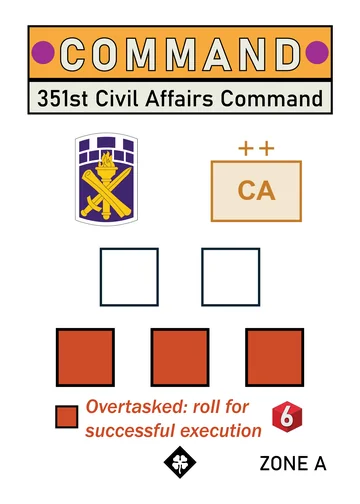 COMMAND
351st Civil Affairs Command
++
CA
Overtasked: roll for
successful execution
6
ZONE A